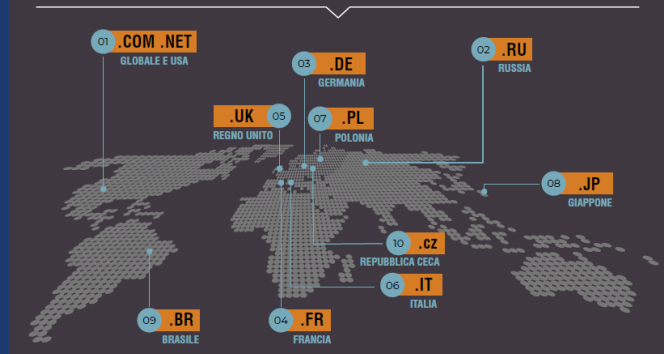 01 .COM .NET
GLOBALE E USA
02 .RU
RUSSIA
03 .DE
GERMANIA
.UK 05
REGNO UNITO
07 .PL
POLONIA
08 .JP
GIAPPONE
10 .cz
REPUBBLICA CECA
06 .IT
ITALIA
09 .BR
BRASILE
04 .FR
FRANCIA